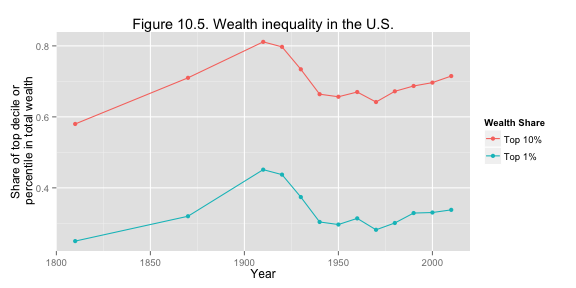 Figure 10.5. Wealth inequality in the U.S.
Share of top decile or
percentile in total wealth
0.8
0.6
0.4
1800
1850
1900
1950
2000
Year
Wealth Share
Top 10%
Top 1%